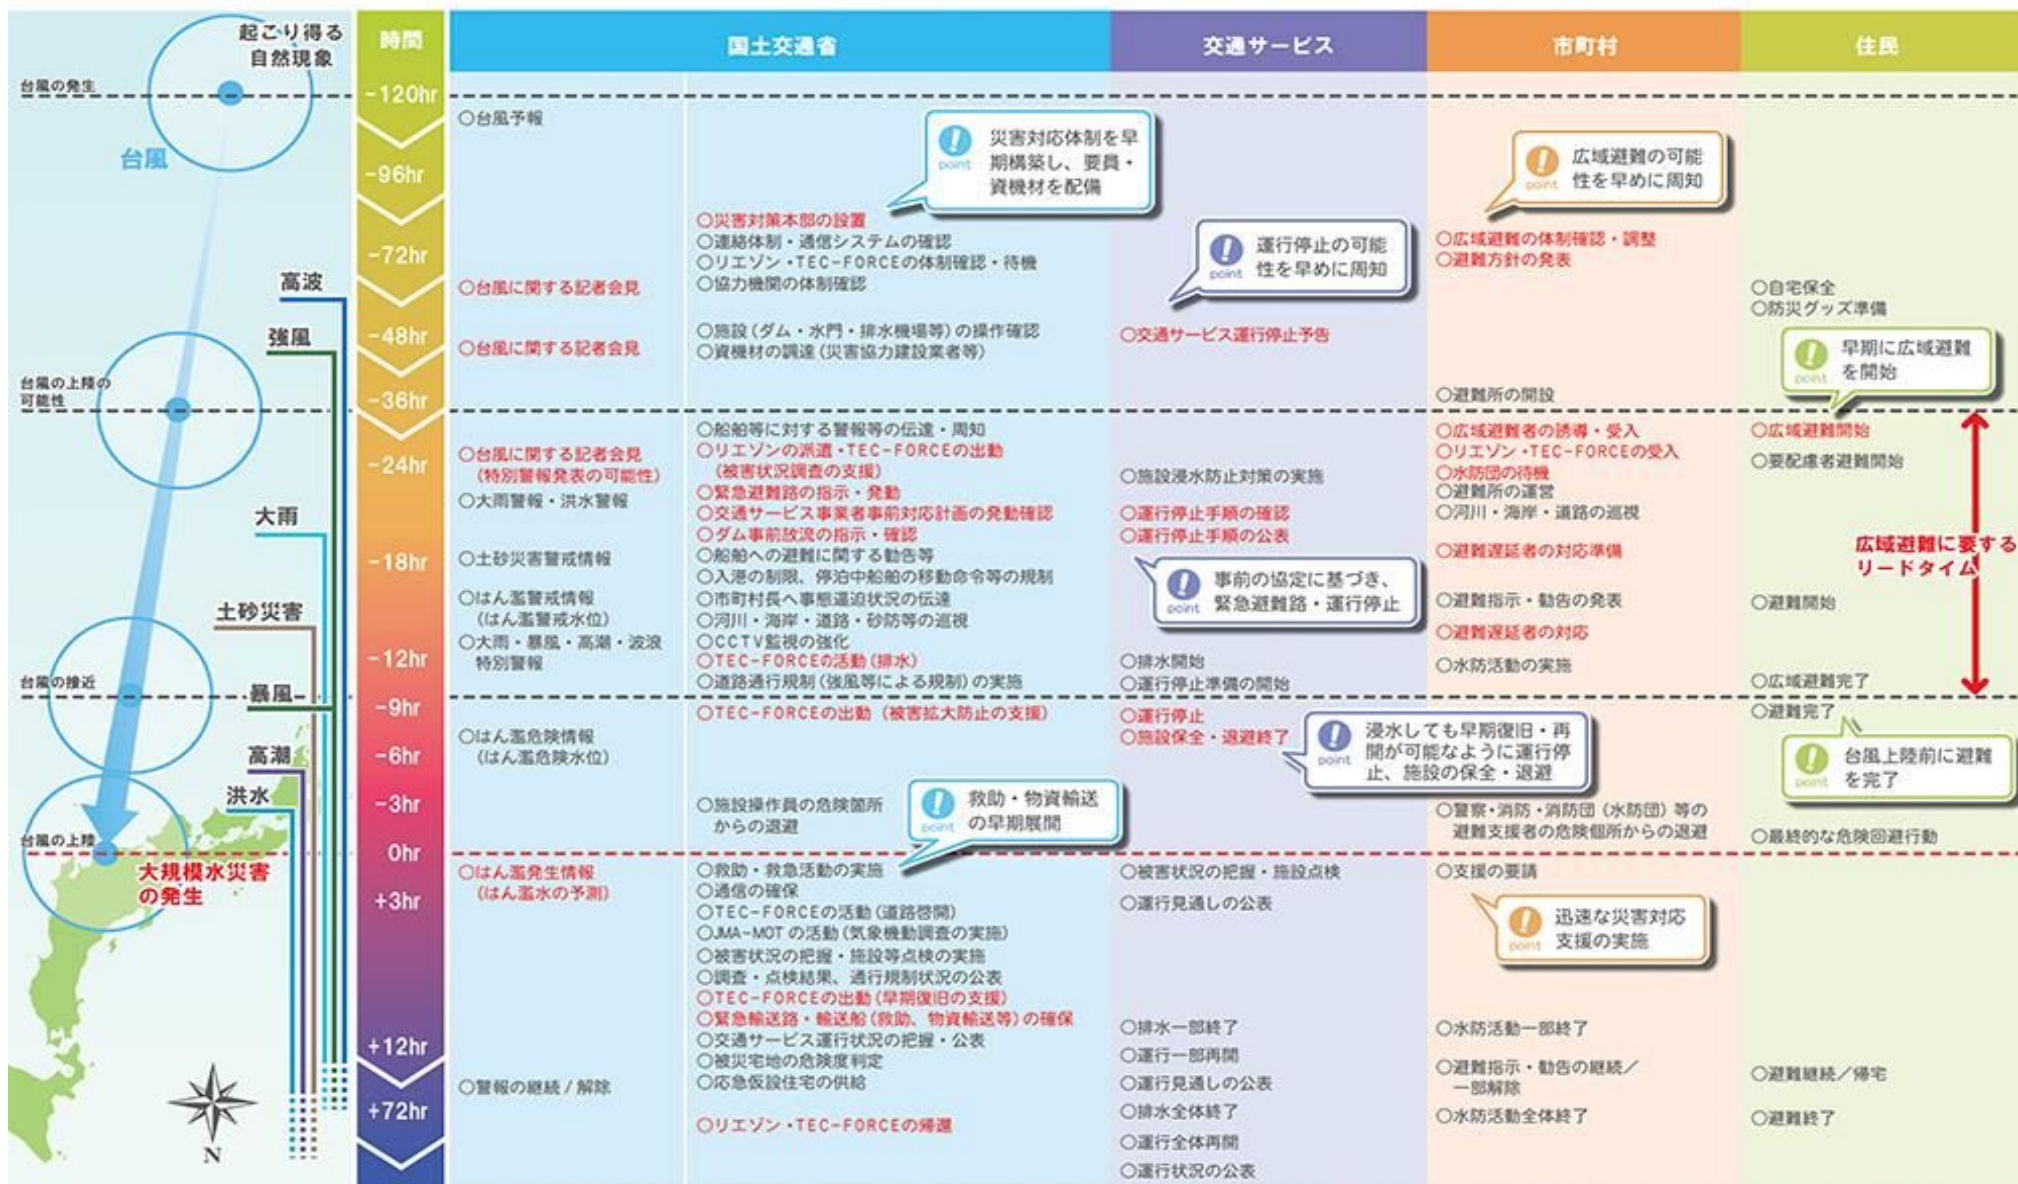 起こり得る
自然現象
時間
国土交通省
交通サービス
市町村
住民
台風の発生
台風
高波
強風
台風の上陸の
可能性
大雨
土砂災害
台風の接近
暴風
高潮
洪水
台風の上陸
大規模水災害
の発生
N
-120hr
-96hr
-72hr
-48hr
-36hr
-24hr
-18hr
-12hr
-9hr
-6hr
-3hr
0hr
+3hr
+12hr
+72hr
○台風予報
○台風に関する記者会見
○台風に関する記者会見
○台風に関する記者会見
(特別警報発表の可能性)
○大雨警報・洪水警報
○土砂災害警戒情報
○はん濫警戒情報
(はん濫警戒水位)
○大雨・暴風・高潮・波浪
特別警報
○はん濫危険情報
(はん濫危険水位)
○はん濫発生情報
(はん濫水の予測)
○警報の継続/解除
! point
災害対応体制を早
期構築し、要員・
資機材を配備
○災害対策本部の設置
○連絡体制・通信システムの確認
○リエゾン・TEC-FORCEの体制確認・待機
○協力機関の体制確認
○施設(ダム・水門・排水機場等)の操作確認
○資機材の調達(災害協力建設業者等)
○船舶等に対する警報等の伝達・周知
○リエゾンの派遣・TEC-FORCEの出動
(被害状況調査の支援)
○緊急避難路の指示・発動
○交通サービス事業者事前対応計画の発動確認
○ダム事前放流の指示・確認
○船舶への避難に関する勧告等
○入港の制限、停泊中船舶の移動命令等の規制
○市町村長へ事態逼迫状況の伝達
○河川・海岸・道路・砂防等の巡視
○CCTV監視の強化
○TEC-FORCEの活動(排水)
○道路通行規制(強風等による規制)の実施
○TEC-FORCEの出動(被害拡大防止の支援)
○施設操作員の危険箇所
からの退避
! point
救助・物資輸送
の早期展開
○救助・救急活動の実施
○通信の確保
○TEC-FORCEの活動(道路啓開)
○JMA-MOTの活動(気象機動調査の実施)
○被害状況の把握・施設等点検の実施
○調査・点検結果、通行規制状況の公表
○TEC-FORCEの出動(早期復旧の支援)
○緊急輸送路・輸送船(救助、物資輸送等)の確保
○交通サービス運行状況の把握・公表
○被災宅地の危険度判定
○応急仮設住宅の供給
○リエゾン・TEC-FORCEの帰還
! point
運行停止の可能
性を早めに周知
○交通サービス運行停止予告
○施設浸水防止対策の実施
○運行停止手順の確認
○運行停止手順の公表
! point
事前の協定に基づき、
緊急避難路・運行停止
○排水開始
○運行停止準備の開始
○運行停止
○施設保全・退避終了
! point
浸水しても早期復旧・再
開が可能なように運行停
止、施設の保全・退避
○被害状況の把握・施設点検
○運行見通しの公表
○排水一部終了
○運行一部再開
○運行見通しの公表
○排水全体終了
○運行全体再開
○運行状況の公表
! point
広域避難の可能
性を早めに周知
○広域避難の体制確認・調整
○避難方針の発表
○避難所の開設
○広域避難者の誘導・受入
○リエゾン・TEC-FORCEの受入
○水防団の待機
○避難所の運営
○河川・海岸・道路の巡視
○避難遅延者の対応準備
○避難指示・勧告の発表
○避難遅延者の対応
○水防活動の実施
○警察・消防・消防団(水防団)等の
避難支援者の危険個所からの退避
○支援の要請
! point
迅速な災害対応
支援の実施
○水防活動一部終了
○避難指示・勧告の継続/
一部解除
○水防活動全体終了
○自宅保全
○防災グッズ準備
! point
早期に広域避難
を開始
○広域避難開始
○要配慮者避難開始
広域避難に要する
リードタイム
○避難開始
○広域避難完了
○避難完了
! point
台風上陸前に避難
を完了
○最終的な危険回避行動
○避難継続/帰宅
○避難終了